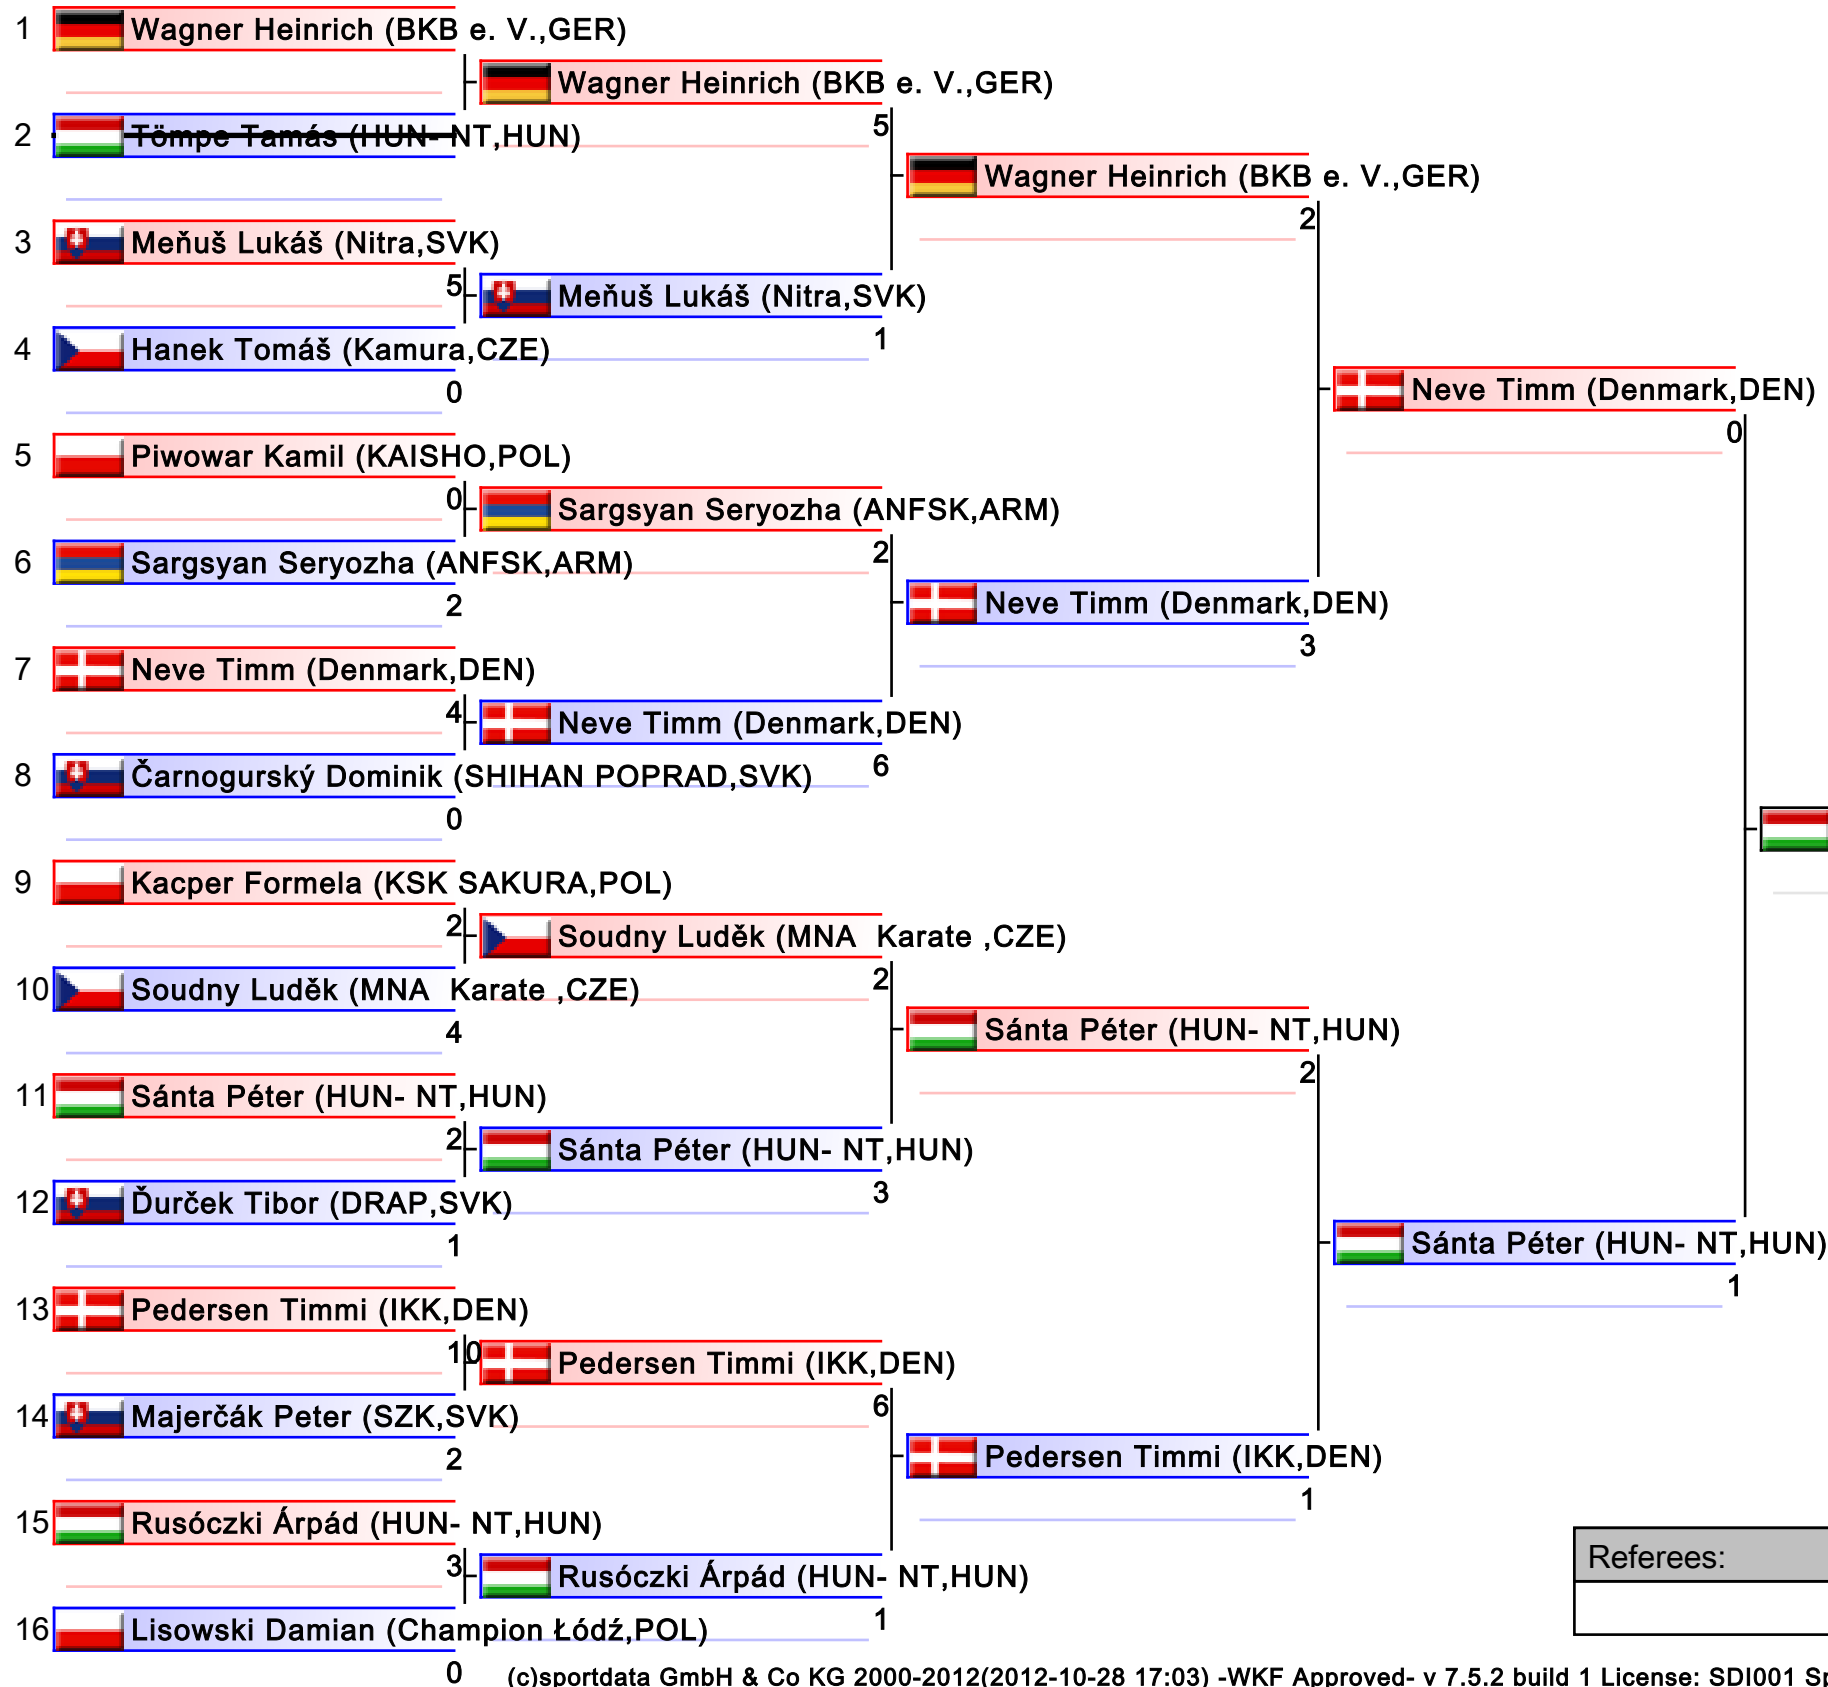 1 Wagner Heinrich (BKB e. V.,GER)
Wagner Heinrich (BKB e. V.,GER)
5
2 Tömpe Tamás (HUN- NT,HUN)
Wagner Heinrich (BKB e. V.,GER)
2
3 Meňuš Lukáš (Nitra,SVK)
5
Meňuš Lukáš (Nitra,SVK)
1
4 Hanek Tomáš (Kamura,CZE)
0
Neve Timm (Denmark,DEN)
0
5 Piwowar Kamil (KAISHO,POL)
0
Sargsyan Seryozha (ANFSK,ARM)
2
6 Sargsyan Seryozha (ANFSK,ARM)
2
Neve Timm (Denmark,DEN)
3
7 Neve Timm (Denmark,DEN)
4
Neve Timm (Denmark,DEN)
6
8 Čarnogurský Dominik (SHIHAN POPRAD,SVK)
0
9 Kacper Formela (KSK SAKURA,POL)
2
Soudny Luděk (MNA  Karate ,CZE)
2
10 Soudny Luděk (MNA  Karate ,CZE)
4
Sánta Péter (HUN- NT,HUN)
2
11 Sánta Péter (HUN- NT,HUN)
2
Sánta Péter (HUN- NT,HUN)
3
12 Ďurček Tibor (DRAP,SVK)
1
Sánta Péter (HUN- NT,HUN)
1
13 Pedersen Timmi (IKK,DEN)
10
Pedersen Timmi (IKK,DEN)
6
14 Majerčák Peter (SZK,SVK)
2
Pedersen Timmi (IKK,DEN)
1
15 Rusóczki Árpád (HUN- NT,HUN)
3
Rusóczki Árpád (HUN- NT,HUN)
1
16 Lisowski Damian (Champion Łódź,POL)
0
Referees:
(c)sportdata GmbH & Co KG 2000-2012(2012-10-28 17:03) -WKF Approved- v 7.5.2 build 1 License: SDI001